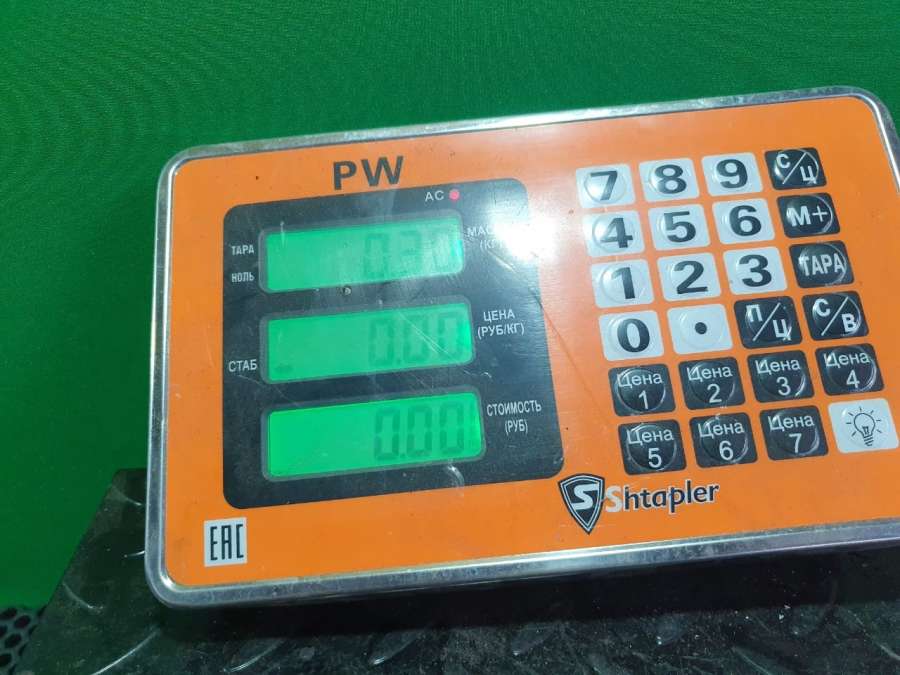 PW
AC
ТАРА
НОЛЬ
СТАБ
0.00
ЦЕНА
(РУБ/КГ)
0.00
СТОИМОСТЬ
(РУБ)
7 8 9 С/Ц
4 5 6 М+
1 2 3 ТАРА
0 . П/Ц С/В
Цена 1 Цена 2 Цена 3 Цена 4
Цена 5 Цена 6 Цена 7
S Shtapler
EAC